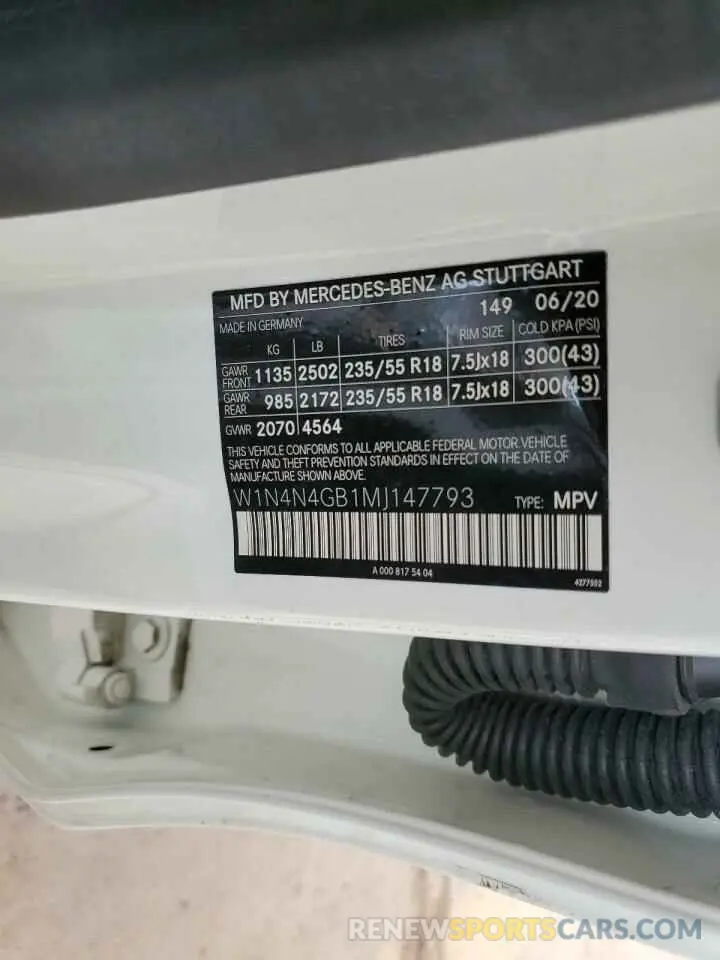 MFD BY MERCEDES-BENZ AG STUTTGART
149 06/20
MADE IN GERMANY
KG LB TIRES RIM SIZE COLD KPA (PSI)
GAWR FRONT 1135 2502 235/55 R18 7.5Jx18 300(43)
GAWR REAR 985 2172 235/55 R18 7.5Jx18 300(43)
GVWR 2070 4564
THIS VEHICLE CONFORMS TO ALL APPLICABLE FEDERAL MOTOR VEHICLE
SAFETY AND THEFT PREVENTION STANDARDS IN EFFECT ON THE DATE OF
MANUFACTURE SHOWN ABOVE.
W1N4N4GB1MJ147793 TYPE: MPV
A 000 817 54 04
RENEWSPORTSCARS.COM